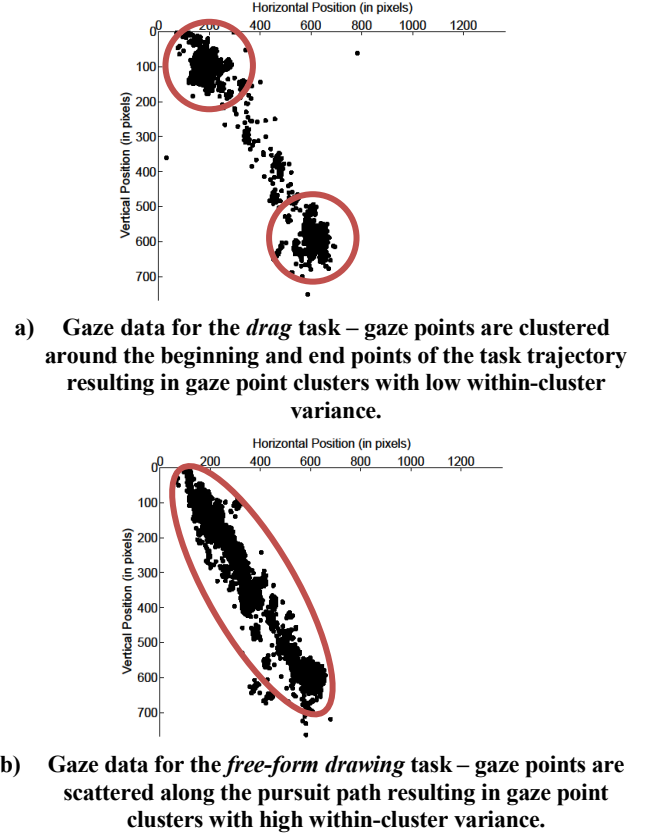 Horizontal Position (in pixels)
0 200 400 600 800 1000 1200
0
100
200
300
400
500
600
700
Vertical Position (in pixels)
a) Gaze data for the drag task – gaze points are clustered
around the beginning and end points of the task trajectory
resulting in gaze point clusters with low within-cluster
variance.
Horizontal Position (in pixels)
0 200 400 600 800 1000 1200
0
100
200
300
400
500
600
700
Vertical Position (in pixels)
b) Gaze data for the free-form drawing task – gaze points are
scattered along the pursuit path resulting in gaze point
clusters with high within-cluster variance.